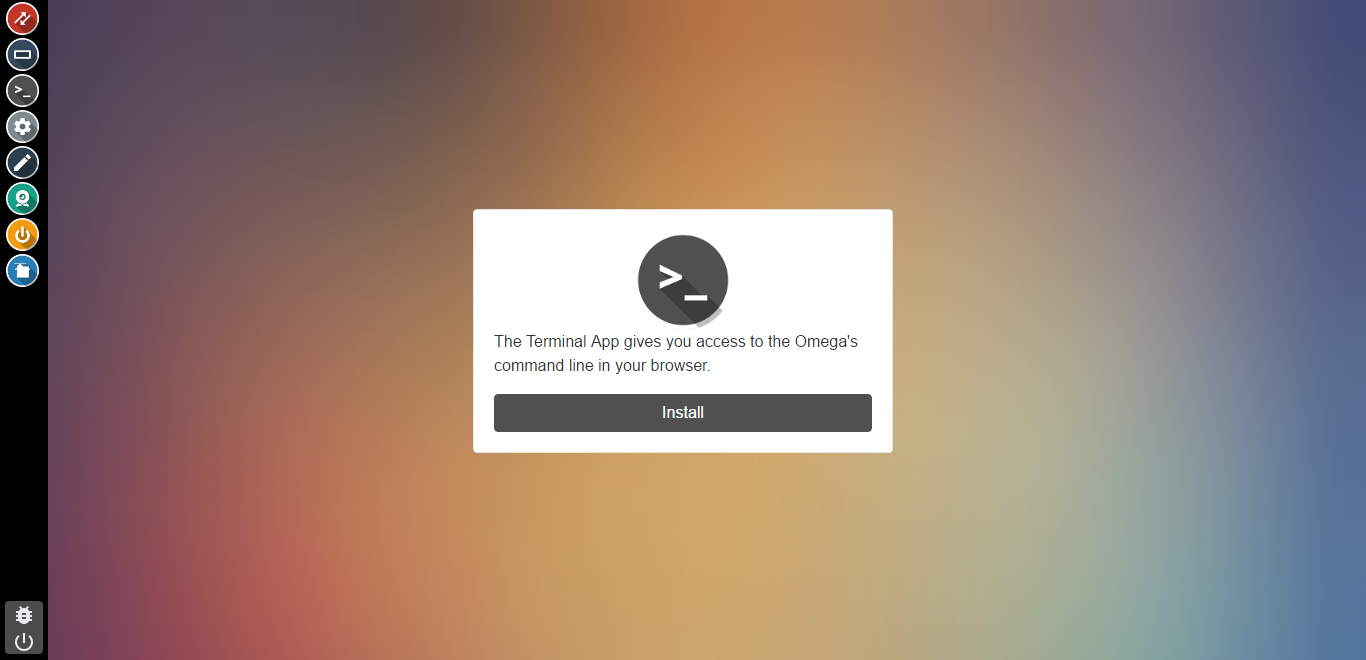 The Terminal App gives you access to the Omega's
command line in your browser.
Install